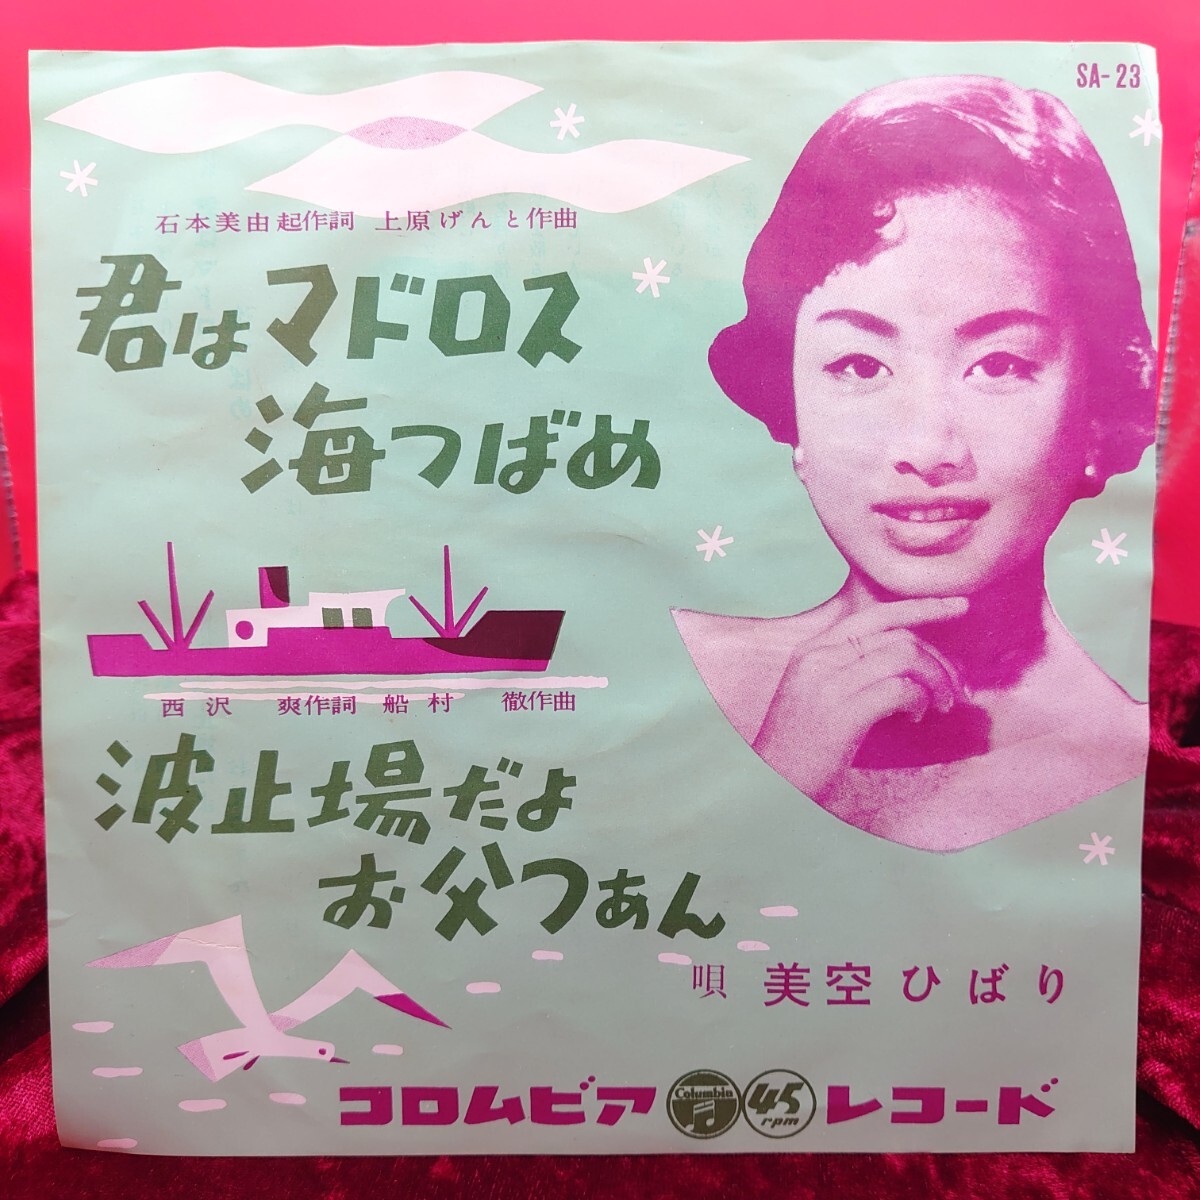 SA-23
石本美由起作詞 上原げんと作曲
君はマドロス
海つばめ
西沢 爽作詞 船村 徹作曲
波止場だよ
お父つぁん
唄 美空ひばり
コロムビア Columbia 45 rpm レコード